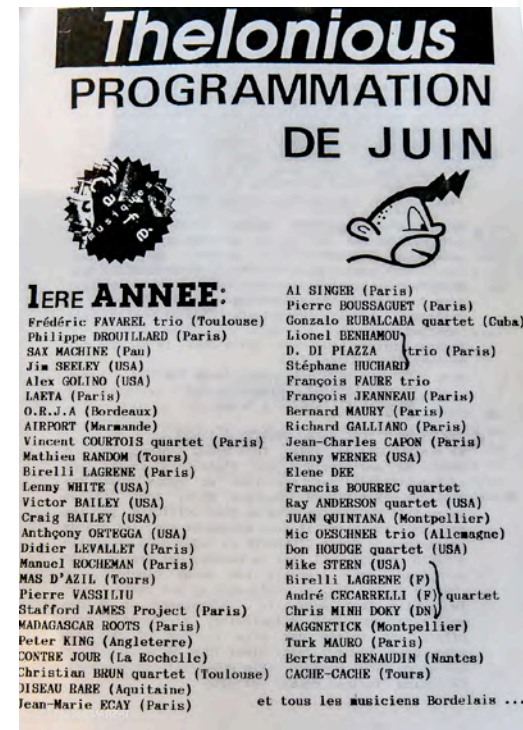 Thelonious
PROGRAMMATION
DE JUIN
musiques
1ERE ANNEE:
Frédéric FAVAREL trio (Toulouse)
Philippe DROUILLARD (Paris)
SAX MACHINE (Pau)
Jim SEELEY (USA)
Alex GOLINO (USA)
LAETA (Paris)
O.R.J.A (Bordeaux)
AIRPORT (Marmande)
Vincent COURTOIS quartet (Paris)
Mathieu RANDOM (Tours)
Birelli LAGRENE (Paris)
Lenny WHITE (USA)
Victor BAILEY (USA)
Craig BAILEY (USA)
Anthçony ORTEGGA (USA)
Didier LEVALLET (Paris)
Manuel ROCHEMAN (Paris)
MAS D'AZIL (Tours)
Pierre VASSILIU
Stafford JAMES Project (Paris)
MADAGASCAR ROOTS (Paris)
Peter KING (Angleterre)
CONTRE JOUR (La Rochelle)
Christian BRUN quartet (Toulouse)
OISEAU RARE (Aquitaine)
Jean-Marie ECAY (Paris)
Al SINGER (Paris)
Pierre BOUSSAGUET (Paris)
Gonzalo RUBALCABA quartet (Cuba)
Lionel BENHAMOU
D. DI PIAZZA trio (Paris)
Stéphane HUCHARD
François FAURE trio
François JEANNEAU (Paris)
Bernard MAURY (Paris)
Richard GALLIANO (Paris)
Jean-Charles CAPON (Paris)
Kenny WERNER (USA)
Elene DEE
Francis BOURREC quartet
Ray ANDERSON quartet (USA)
JUAN QUINTANA (Montpellier)
Mic OESCHNER trio (Allemagne)
Don HOUDGE quartet (USA)
Mike STERN (USA)
Birelli LAGRENE (F)
André CECARRELLI (F) quartet
Chris MINH DOKY (DN)
MAGGNETICK (Montpellier)
Turk MAURO (Paris)
Bertrand RENAUDIN (Nantes)
CACHE-CACHE (Tours)
et tous les musiciens Bordelais ...